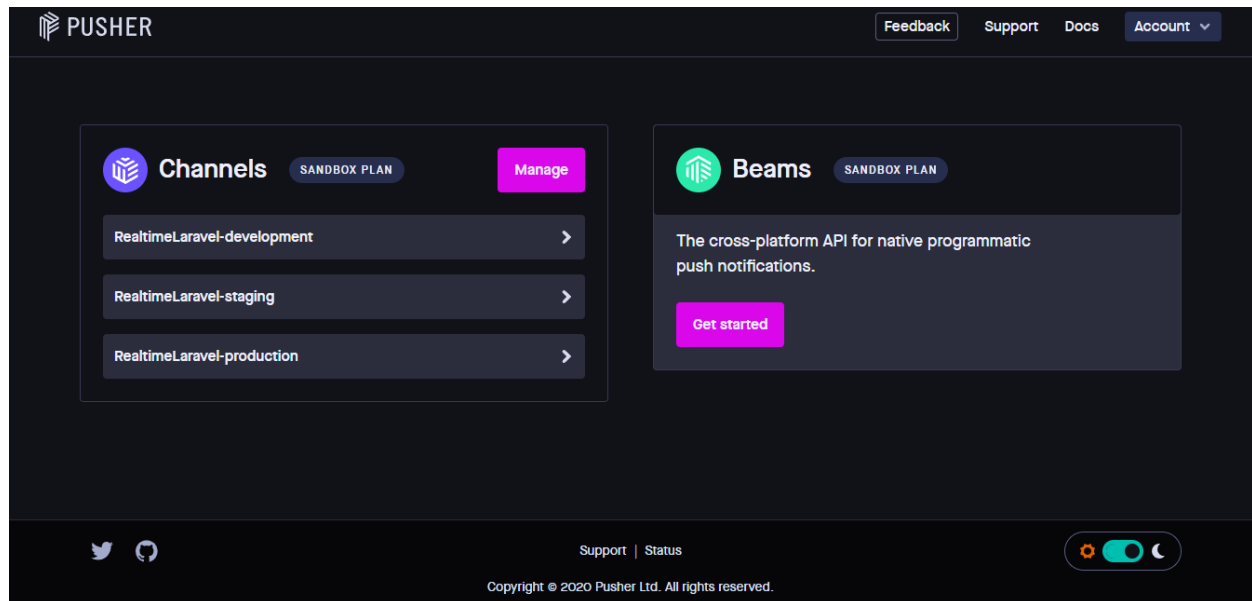 PUSHER
Feedback
Support
Docs
Account
Channels
SANDBOX PLAN
Manage
RealtimeLaravel-development
RealtimeLaravel-staging
RealtimeLaravel-production
Beams
SANDBOX PLAN
The cross-platform API for native programmatic
push notifications.
Get started
Support | Status
Copyright © 2020 Pusher Ltd. All rights reserved.